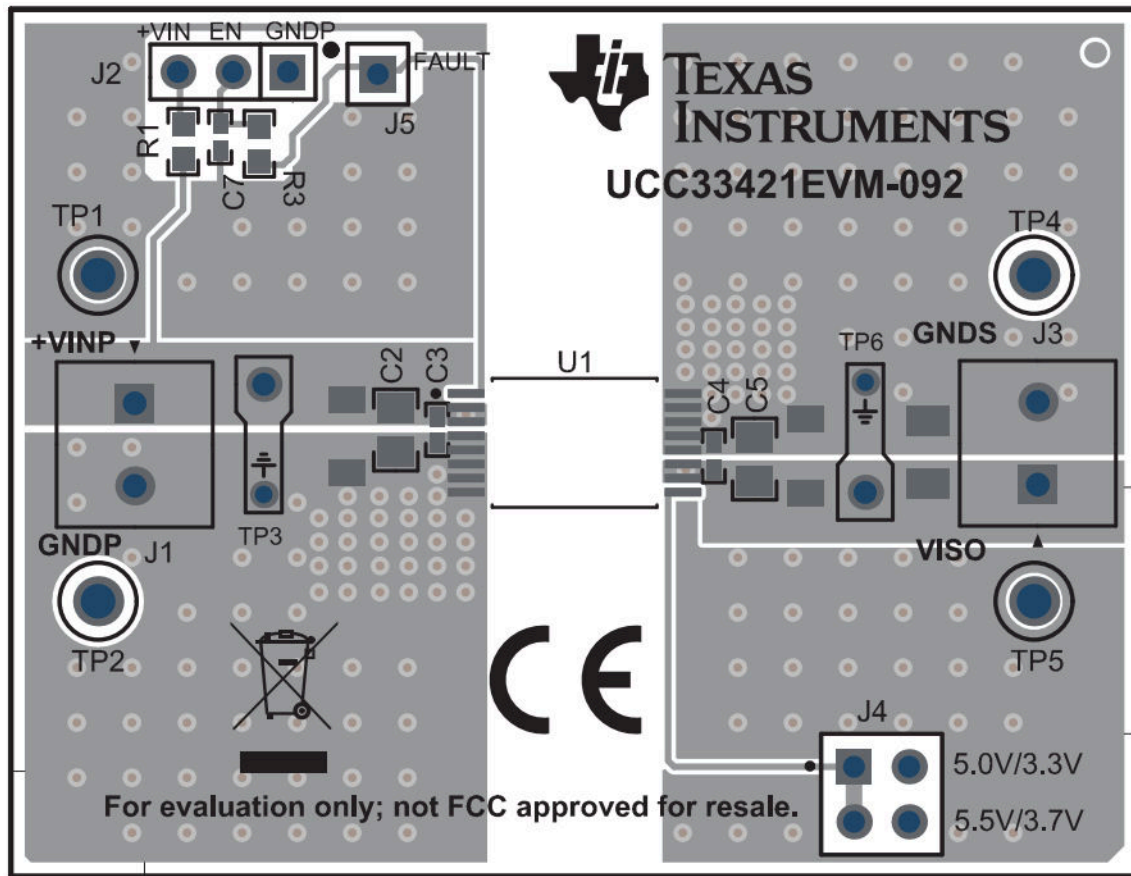 +VIN EN GNDP
J2
FAULT
J5
R1
C7
R3
TEXAS
INSTRUMENTS
UCC33421EVM-092
TP1
TP4
+VINP
GNDS
J3
TP6
U1
C2
C3
C4
C5
TP3
GNDP
J1
VISO
TP2
TP5
CE
J4
5.0V/3.3V
5.5V/3.7V
For evaluation only; not FCC approved for resale.